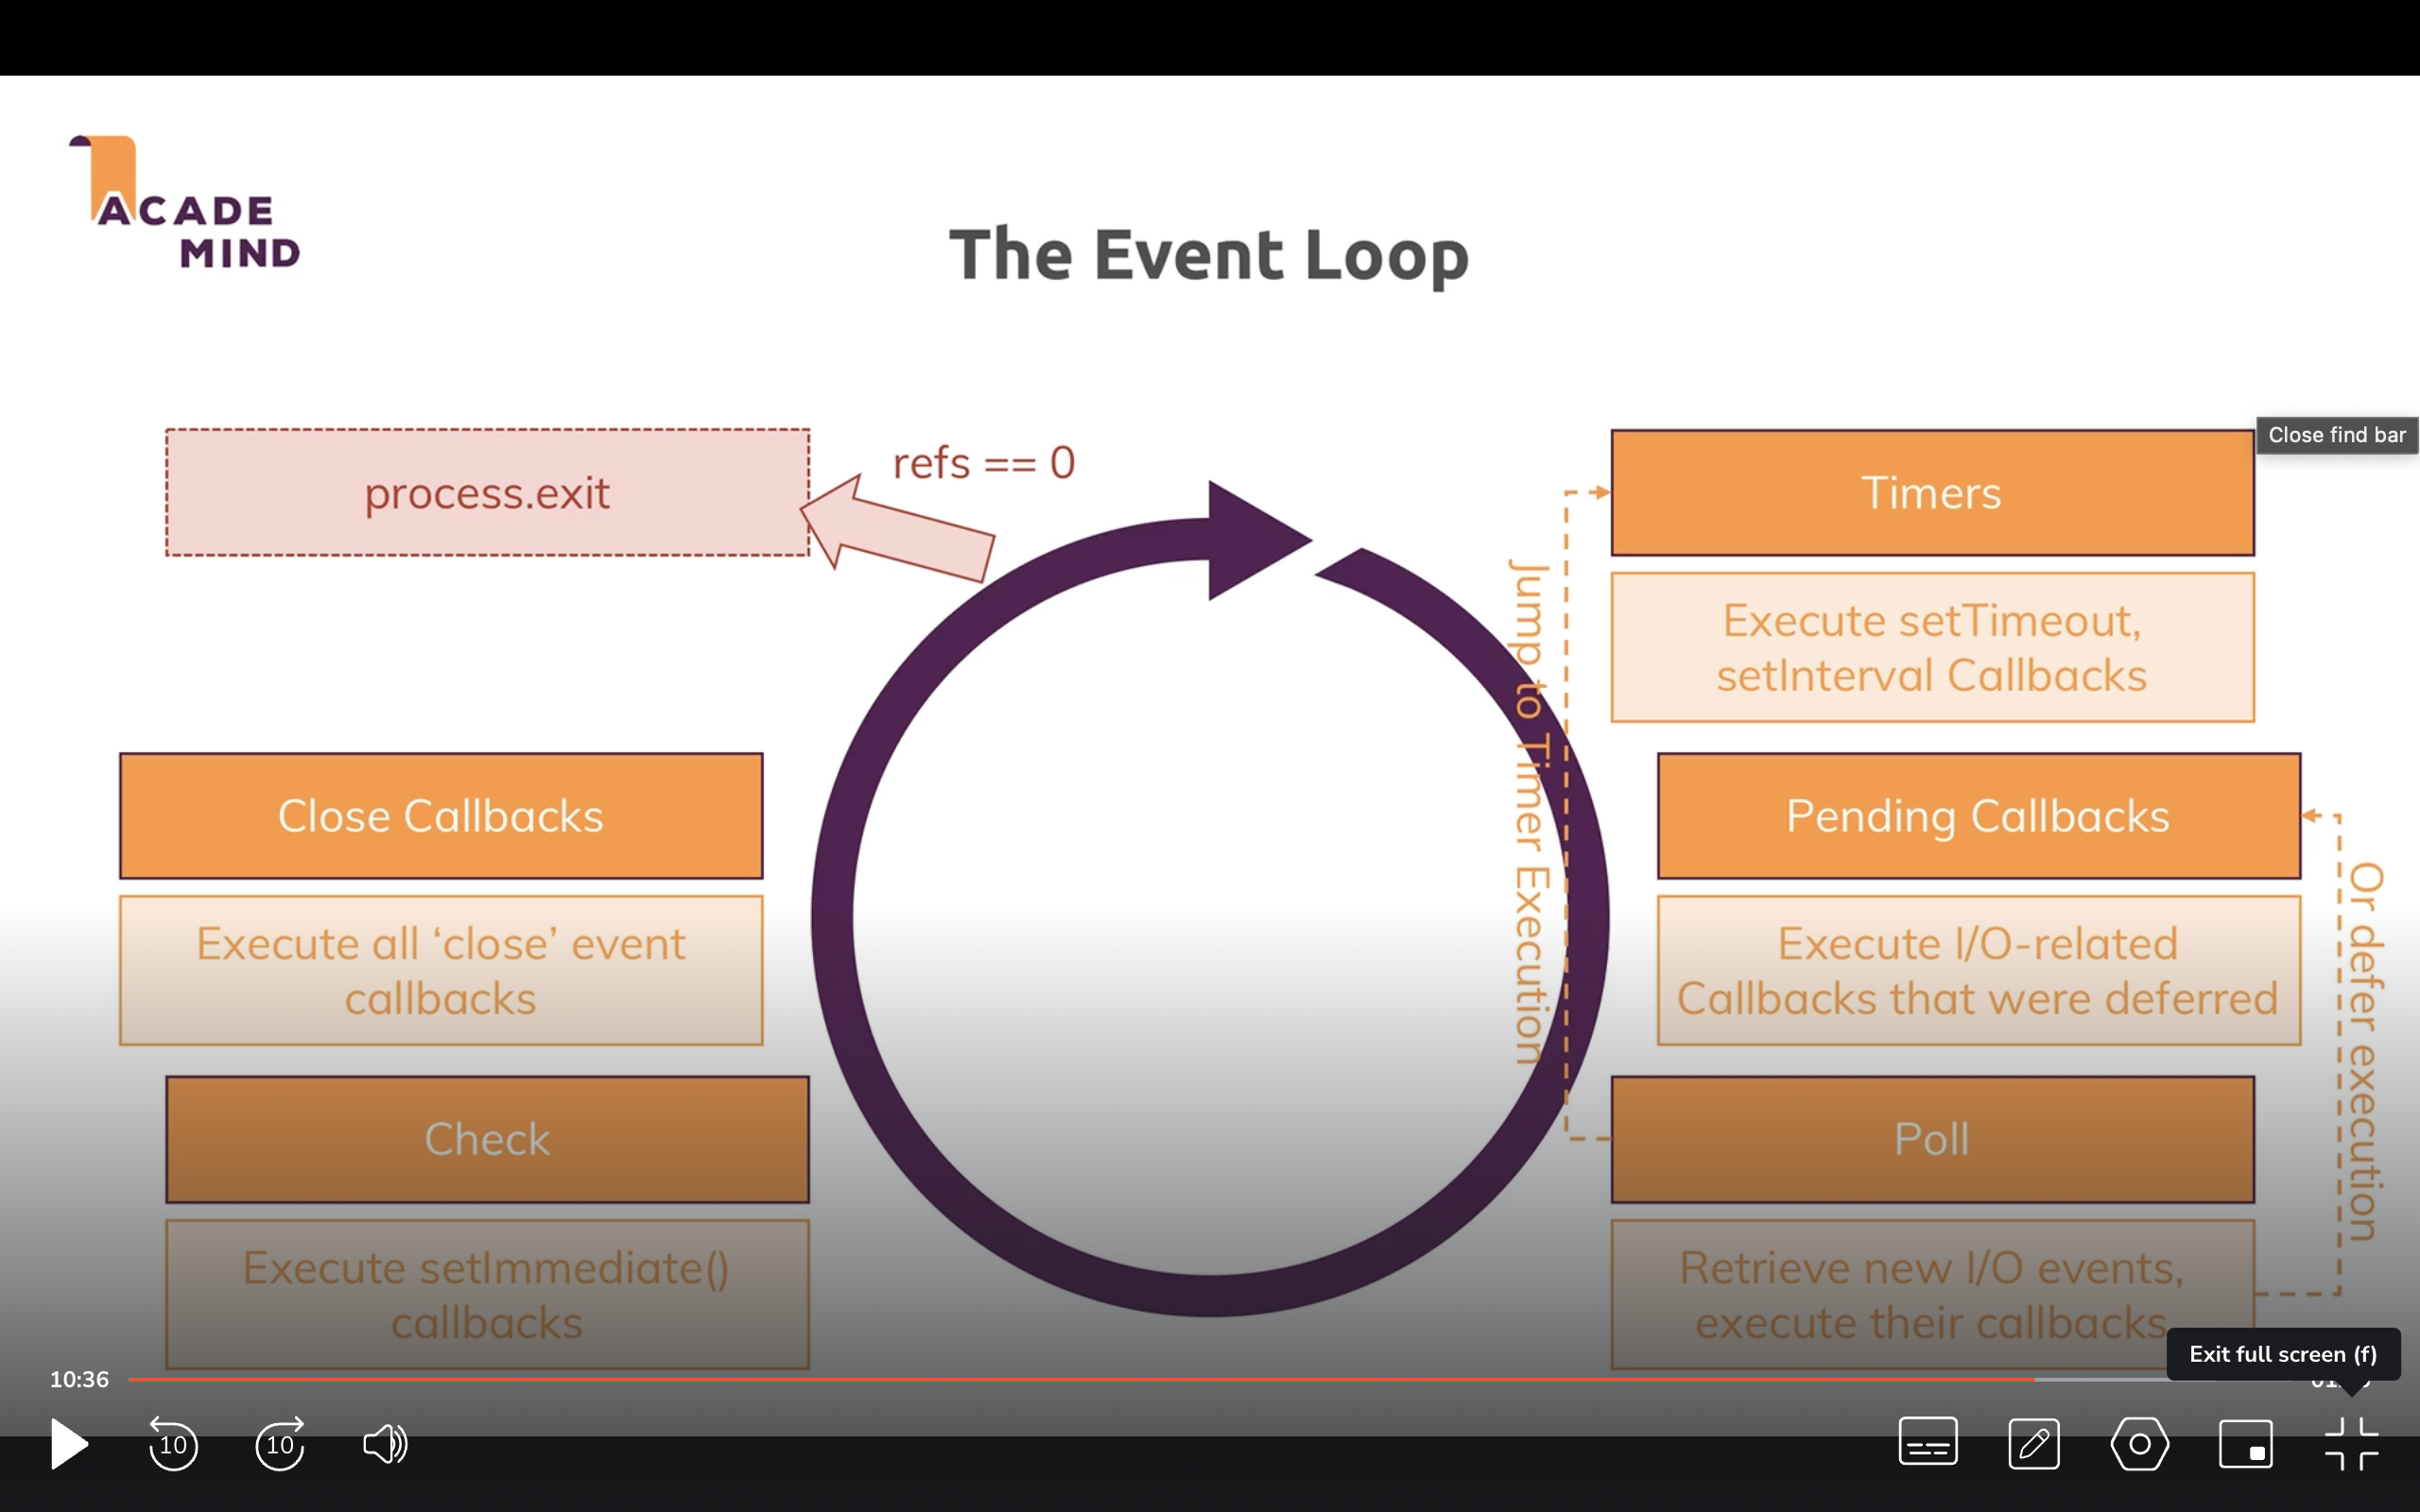 ACADE
MIND
The Event Loop
process.exit
refs == 0
Timers
Close find bar
Execute setTimeout,
setInterval Callbacks
Jump to Timer Execution
Close Callbacks
Execute all ‘close’ event
callbacks
Pending Callbacks
Execute I/O-related
Callbacks that were deferred
Or defer execution
Check
Execute setImmediate()
callbacks
Poll
Retrieve new I/O events,
execute their callbacks
Exit full screen (f)
10:36
10
10